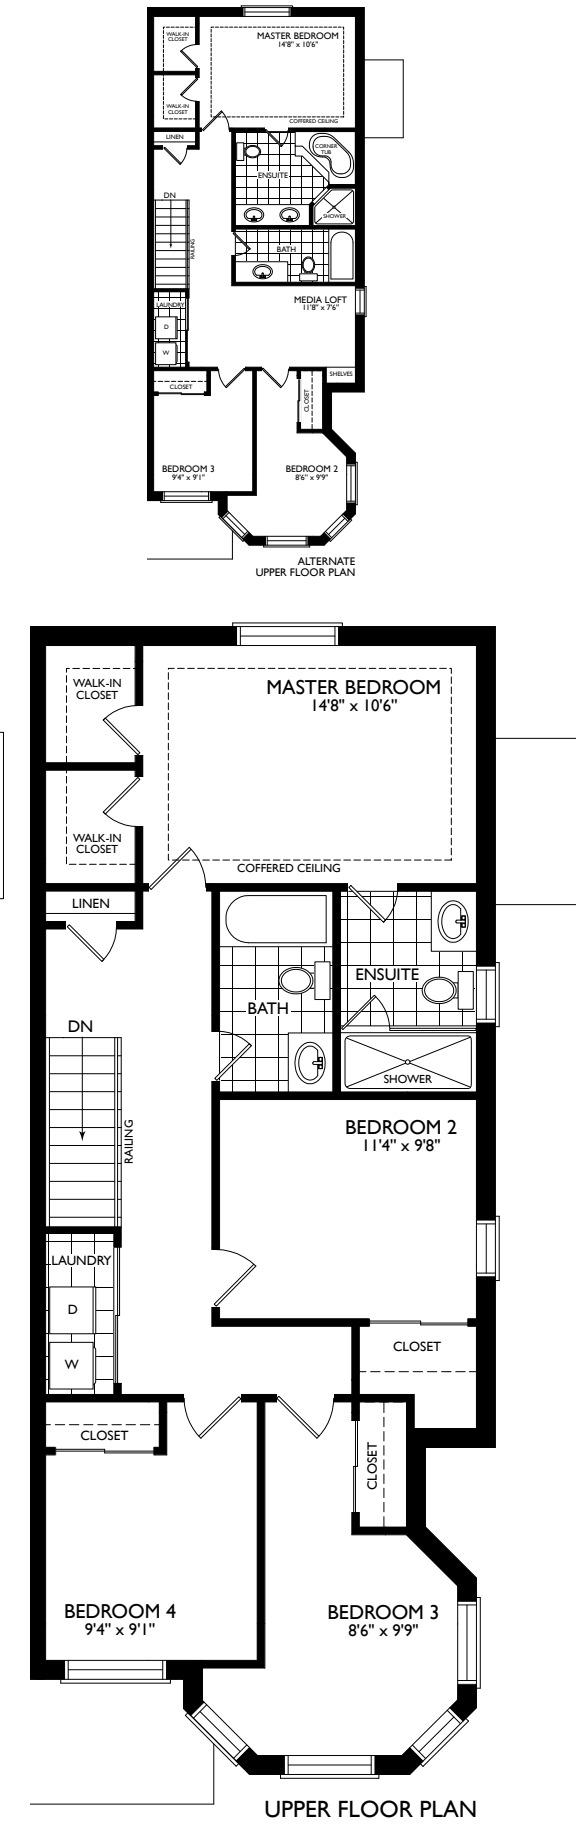 WALK-IN
CLOSET
MASTER BEDROOM
14'8" x 10'6"
WALK-IN
CLOSET
COFFERED CEILING
LINEN
CORNER
TUB
ENSUITE
DN
SHOWER
RAILING
BATH
MEDIA LOFT
11'8" x 7'6"
LAUNDRY
D
W
SHELVES
CLOSET
CLOSET
BEDROOM 3
9'4" x 9'1"
BEDROOM 2
8'6" x 9'9"
ALTERNATE
UPPER FLOOR PLAN
WALK-IN
CLOSET
MASTER BEDROOM
14'8" x 10'6"
WALK-IN
CLOSET
COFFERED CEILING
LINEN
ENSUITE
BATH
DN
SHOWER
RAILING
BEDROOM 2
11'4" x 9'8"
LAUNDRY
D
W
CLOSET
CLOSET
CLOSET
BEDROOM 4
9'4" x 9'1"
BEDROOM 3
8'6" x 9'9"
UPPER FLOOR PLAN